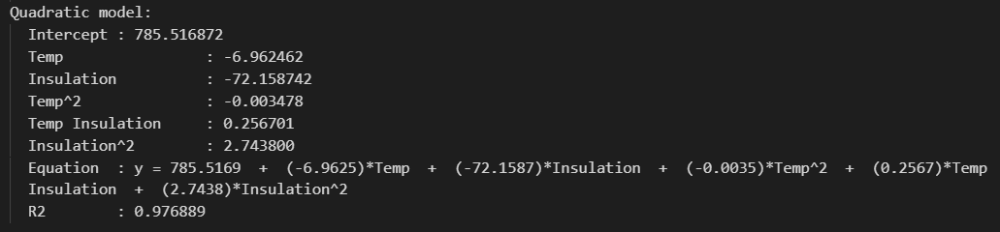 Quadratic model:
Intercept : 785.516872
Temp : -6.962462
Insulation : -72.158742
Temp^2 : -0.003478
Temp Insulation : 0.256701
Insulation^2 : 2.743800
Equation : y = 785.5169 + (-6.9625)*Temp + (-72.1587)*Insulation + (-0.0035)*Temp^2 + (0.2567)*Temp
Insulation + (2.7438)*Insulation^2
R2 : 0.976889